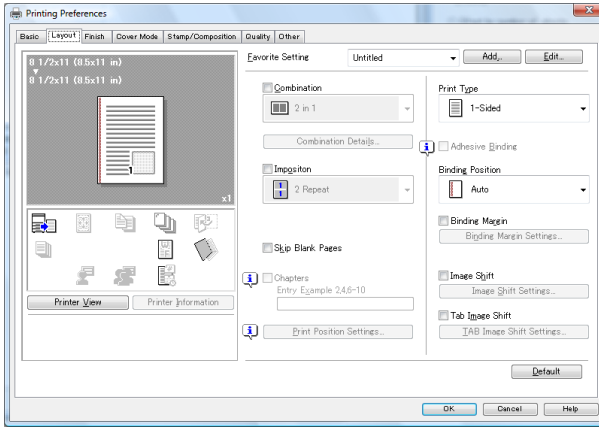 Printing Preferences
Basic Layout Finish Cover Mode Stamp/Composition Quality Other
8 1/2x11 (8.5x11 in)
8 1/2x11 (8.5x11 in)
1
x1
Printer View Printer Information
Favorite Setting Untitled Add... Edit...
Combination
2 in 1
Combination Details...
Impositon
1
1
2 Repeat
Skip Blank Pages
Chapters
Entry Example 2,4,6-10
Print Position Settings...
Print Type
1-Sided
Adhesive Binding
Binding Position
Auto
Binding Margin
Binding Margin Settings...
Image Shift
Image Shift Settings...
Tab Image Shift
TAB Image Shift Settings...
Default
OK Cancel Help